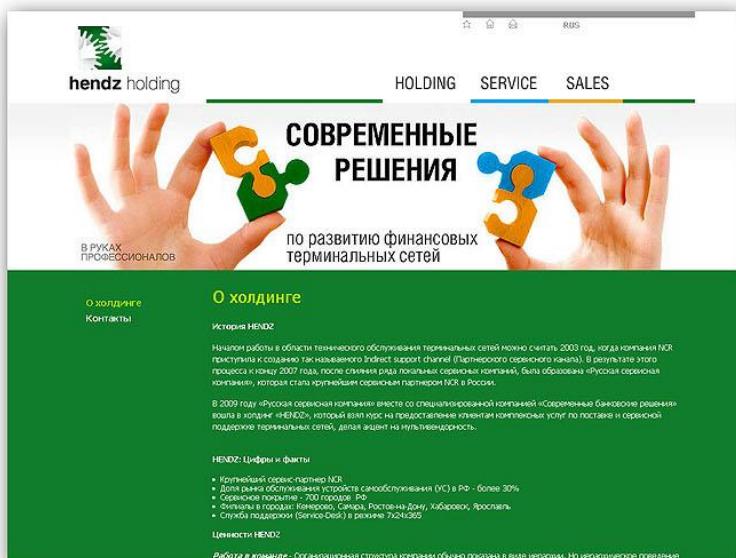 RUS
hendz holding
HOLDING SERVICE SALES
СОВРЕМЕННЫЕ
РЕШЕНИЯ
В РУКАХ
ПРОФЕССИОНАЛОВ
по развитию финансовых
терминальных сетей
О холдинге
Контакты
О холдинге
История HENDZ
Началом работы в области технического обслуживания терминальных сетей можно считать 2003 год, когда компания NCR
приступила к созданию так называемого Indirect support channel (Партнерского сервисного канала). В результате этого
процесса к концу 2007 года, после слияния ряда локальных сервисных компаний, была образована «Русская сервисная
компания», которая стала крупнейшим сервисным партнером NCR в России.
В 2009 году «Русская сервисная компания» вместе со специализированной компанией «Современные банковские решения»
вошла в холдинг «HENDZ», который взял курс на предоставление клиентам комплексных услуг по поставке и сервисной
поддержке терминальных сетей, делая акцент на мультивендорность.
HENDZ: Цифры и факты
Крупнейший сервис-партнер NCR
Доля рынка обслуживания устройств самообслуживания (УС) в РФ - более 30%
Сервисное покрытие - 700 городов РФ
Филиалы в городах: Кемерово, Самара, Ростов-на-Дону, Хабаровск, Ярославль
Служба поддержки (Service-Desk) в режиме 7x24x365
Ценности HENDZ
Работа в команде - Организационная структура компании обычно показана в виде иерархии. Но иерархическое поведение